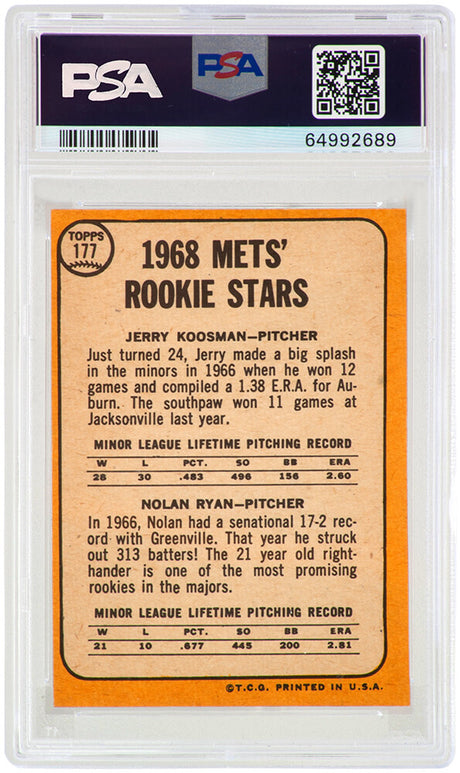 PSA
PSA
64992689
TOPPS
177
1968 METS'
ROOKIE STARS
JERRY KOOSMAN—PITCHER
Just turned 24, Jerry made a big splash
in the minors in 1966 when he won 12
games and compiled a 1.38 E.R.A. for Au-
burn. The southpaw won 11 games at
Jacksonville last year.
MINOR LEAGUE LIFETIME PITCHING RECORD
W L PCT. SO BB ERA
28 30 .483 496 156 2.60
NOLAN RYAN—PITCHER
In 1966, Nolan had a senational 17-2 rec-
ord with Greenville. That year he struck
out 313 batters! The 21 year old right-
hander is one of the most promising
rookies in the majors.
MINOR LEAGUE LIFETIME PITCHING RECORD
W L PCT. SO BB ERA
21 10 .677 445 200 2.81
©T.C.G. PRINTED IN U.S.A.